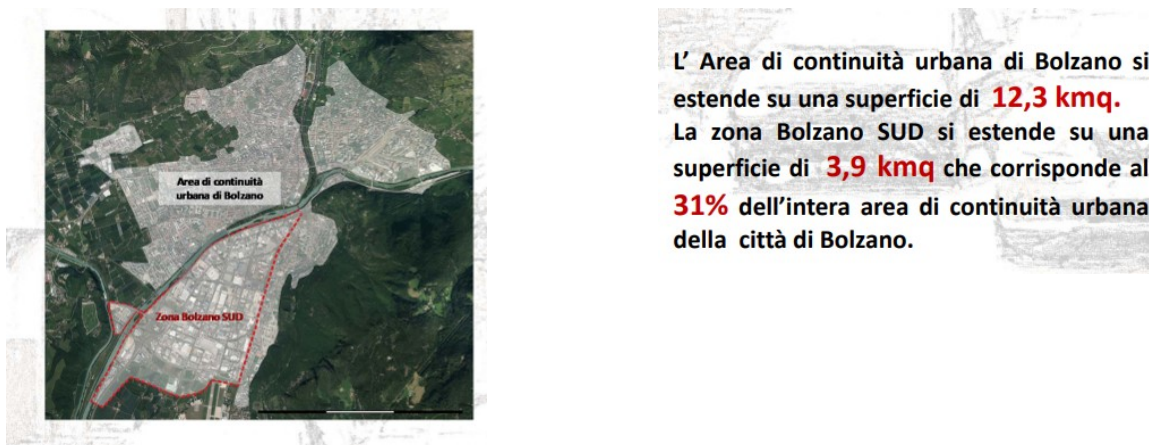 Area di continuità
urbana di Bolzano
Zona Bolzano SUD
L' Area di continuità urbana di Bolzano si
estende su una superficie di 12,3 kmq.
La zona Bolzano SUD si estende su una
superficie di 3,9 kmq che corrisponde al
31% dell'intera area di continuità urbana
della città di Bolzano.